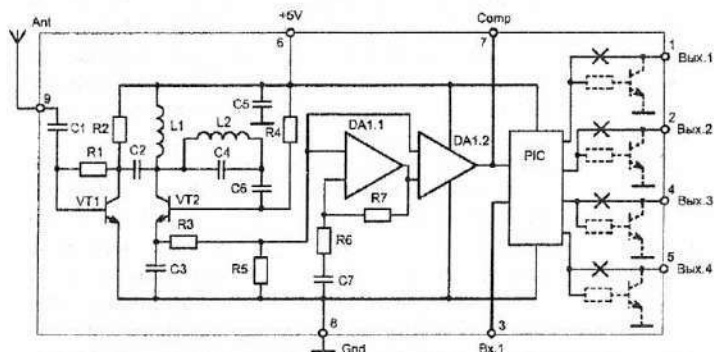 Ant
+5V
Comp
6
7
9
1
Вых.1
C1
R2
L1
L2
C5
R4
R1
C2
C4
DA1.1
DA1.2
PIC
2
Вых.2
VT1
VT2
C6
R7
4
Вых.3
R3
R6
C3
R5
C7
5
Вых.4
8
Gnd
3
Вх.1